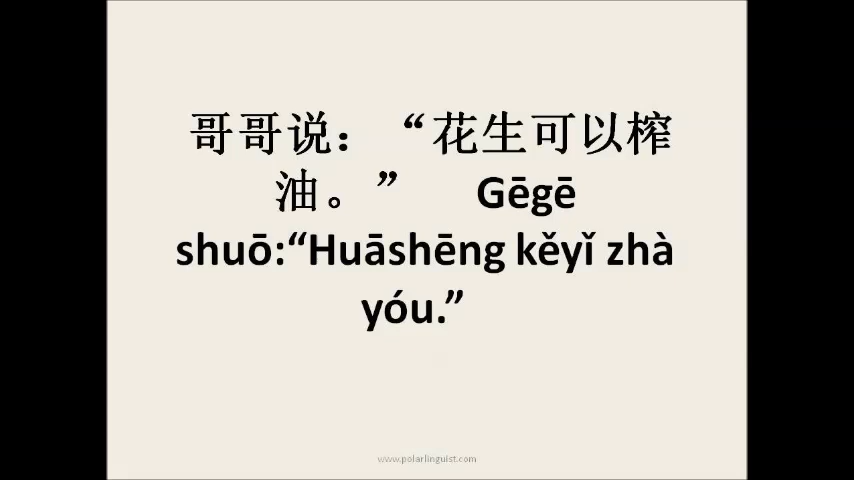 哥哥说：“花生可以榨
油。” Gēgē
shuō:“Huāshēng kěyǐ zhà
yóu.”
www.polarlinguist.com